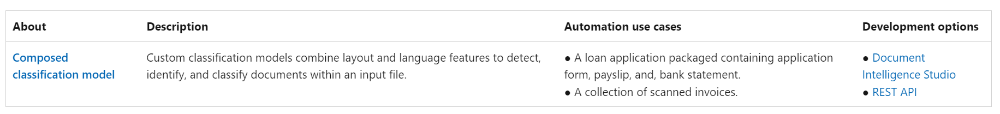 About
Description
Automation use cases
Development options
Composed
classification model
Custom classification models combine layout and language features to detect,
identify, and classify documents within an input file.
● A loan application packaged containing application
form, payslip, and, bank statement.
● A collection of scanned invoices.
● Document
Intelligence Studio
● REST API